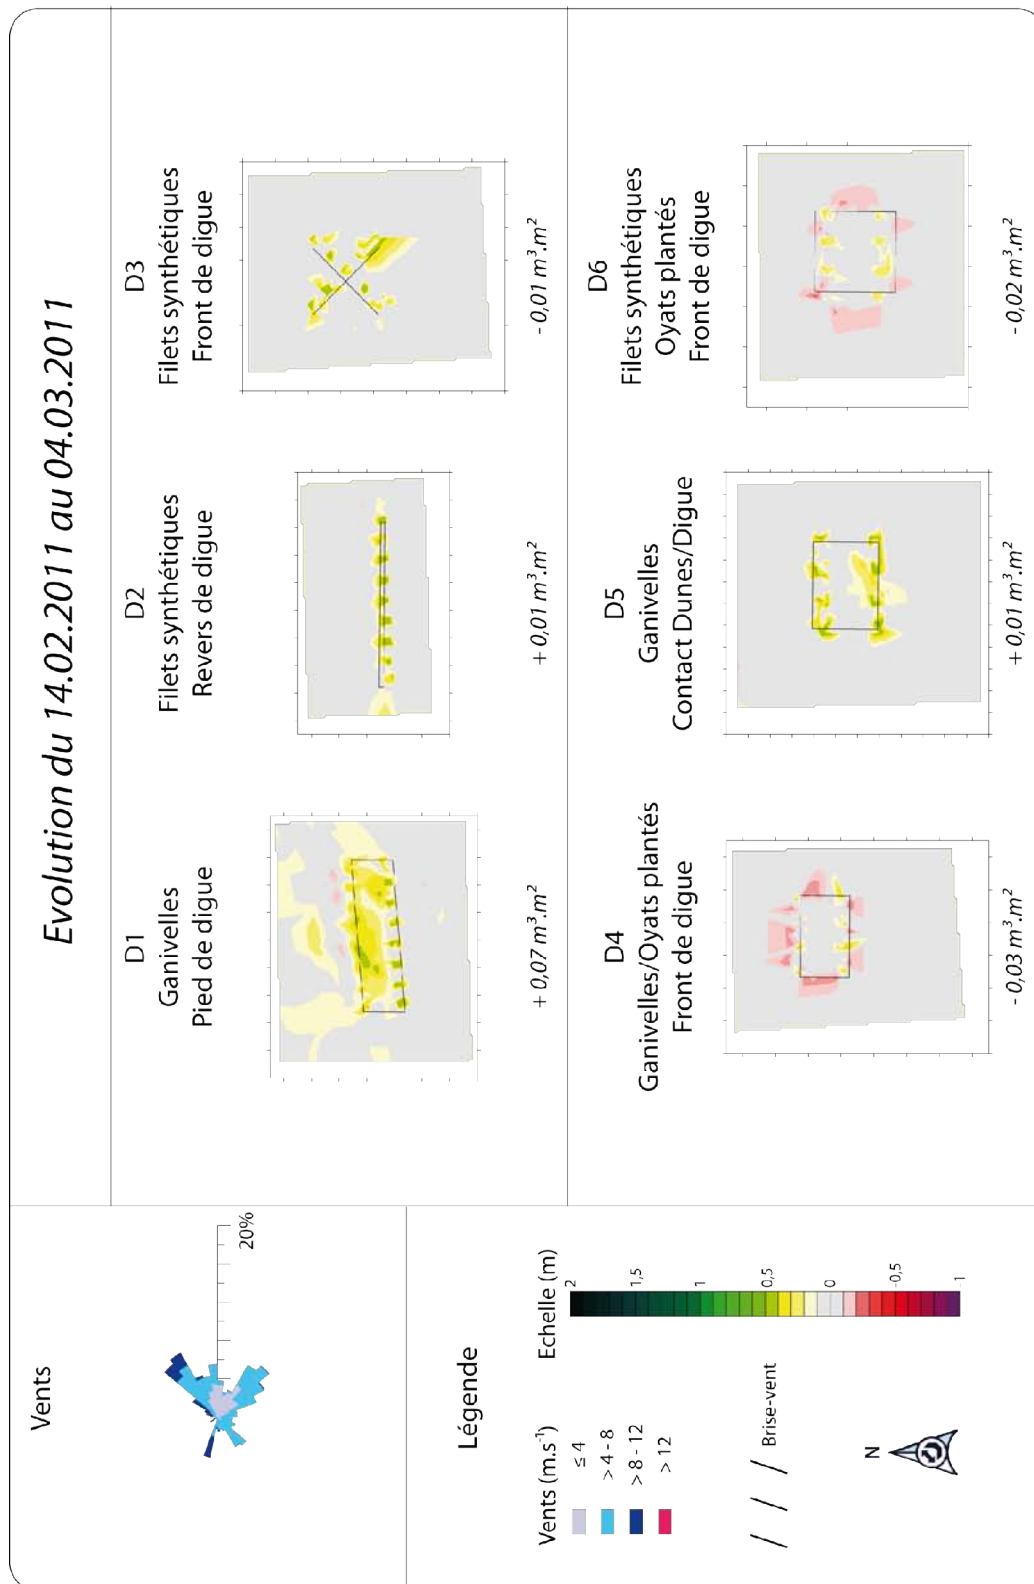 Evolution du 14.02.2011 au 04.03.2011
Vents
20%
Légende
Vents (m.s⁻¹)
≤ 4
> 4 - 8
> 8 - 12
> 12
Brise-vent
N
Echelle (m)
2
1,5
1
0,5
0
-0,5
-1
D1
Ganivelles
Pied de digue
+ 0,07 m³.m²
D2
Filets synthétiques
Revers de digue
+ 0,01 m³.m²
D3
Filets synthétiques
Front de digue
- 0,01 m³.m²
D4
Ganivelles/Oyats plantés
Front de digue
- 0,03 m³.m²
D5
Ganivelles
Contact Dunes/Digue
+ 0,01 m³.m²
D6
Filets synthétiques
Oyats plantés
Front de digue
- 0,02 m³.m²